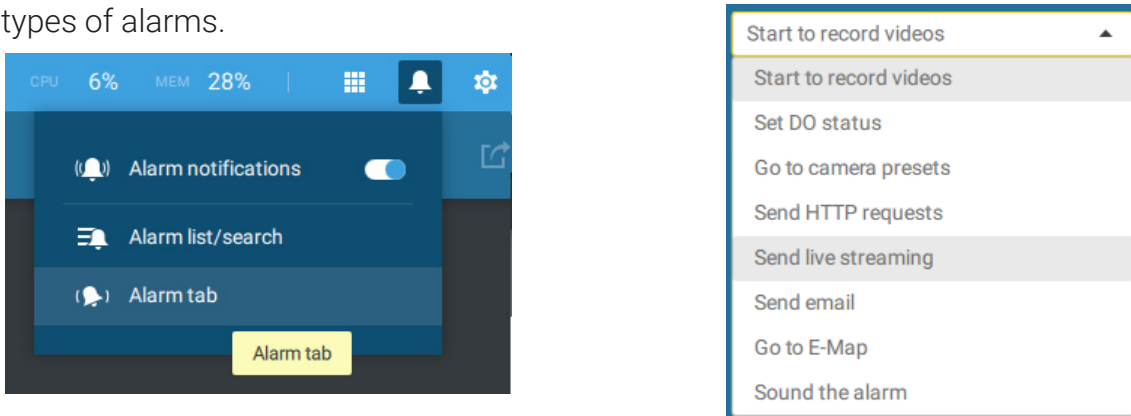 types of alarms.
CPU 6% MEM 28%
Alarm notifications
Alarm list/search
Alarm tab
Alarm tab
Start to record videos
Start to record videos
Set DO status
Go to camera presets
Send HTTP requests
Send live streaming
Send email
Go to E-Map
Sound the alarm